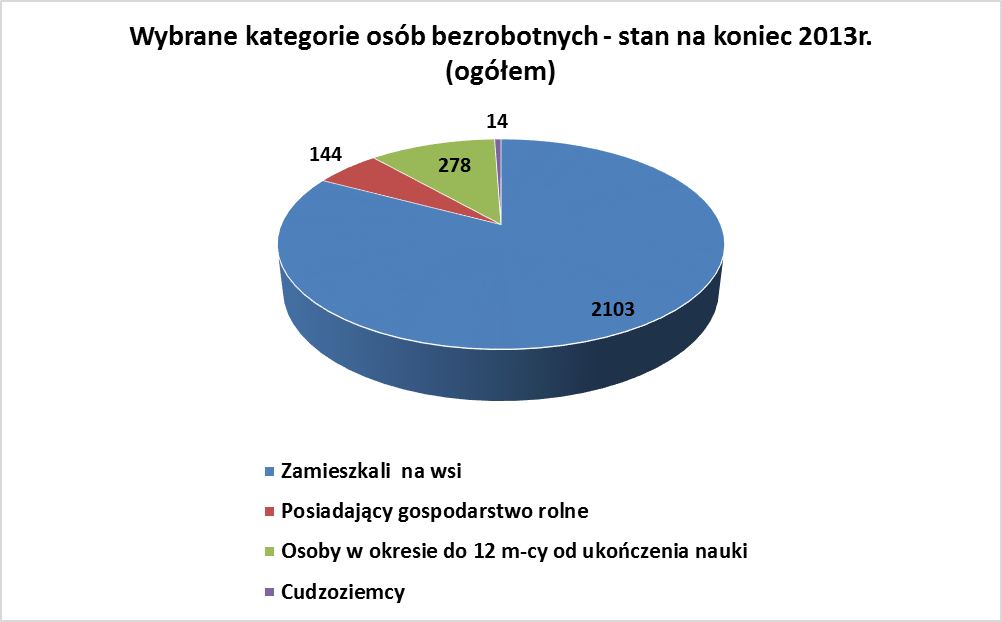 Wybrane kategorie osób bezrobotnych - stan na koniec 2013r.
(ogółem)
14
144
278
2103
Zamieszkali na wsi
Posiadający gospodarstwo rolne
Osoby w okresie do 12 m-cy od ukończenia nauki
Cudzoziemcy